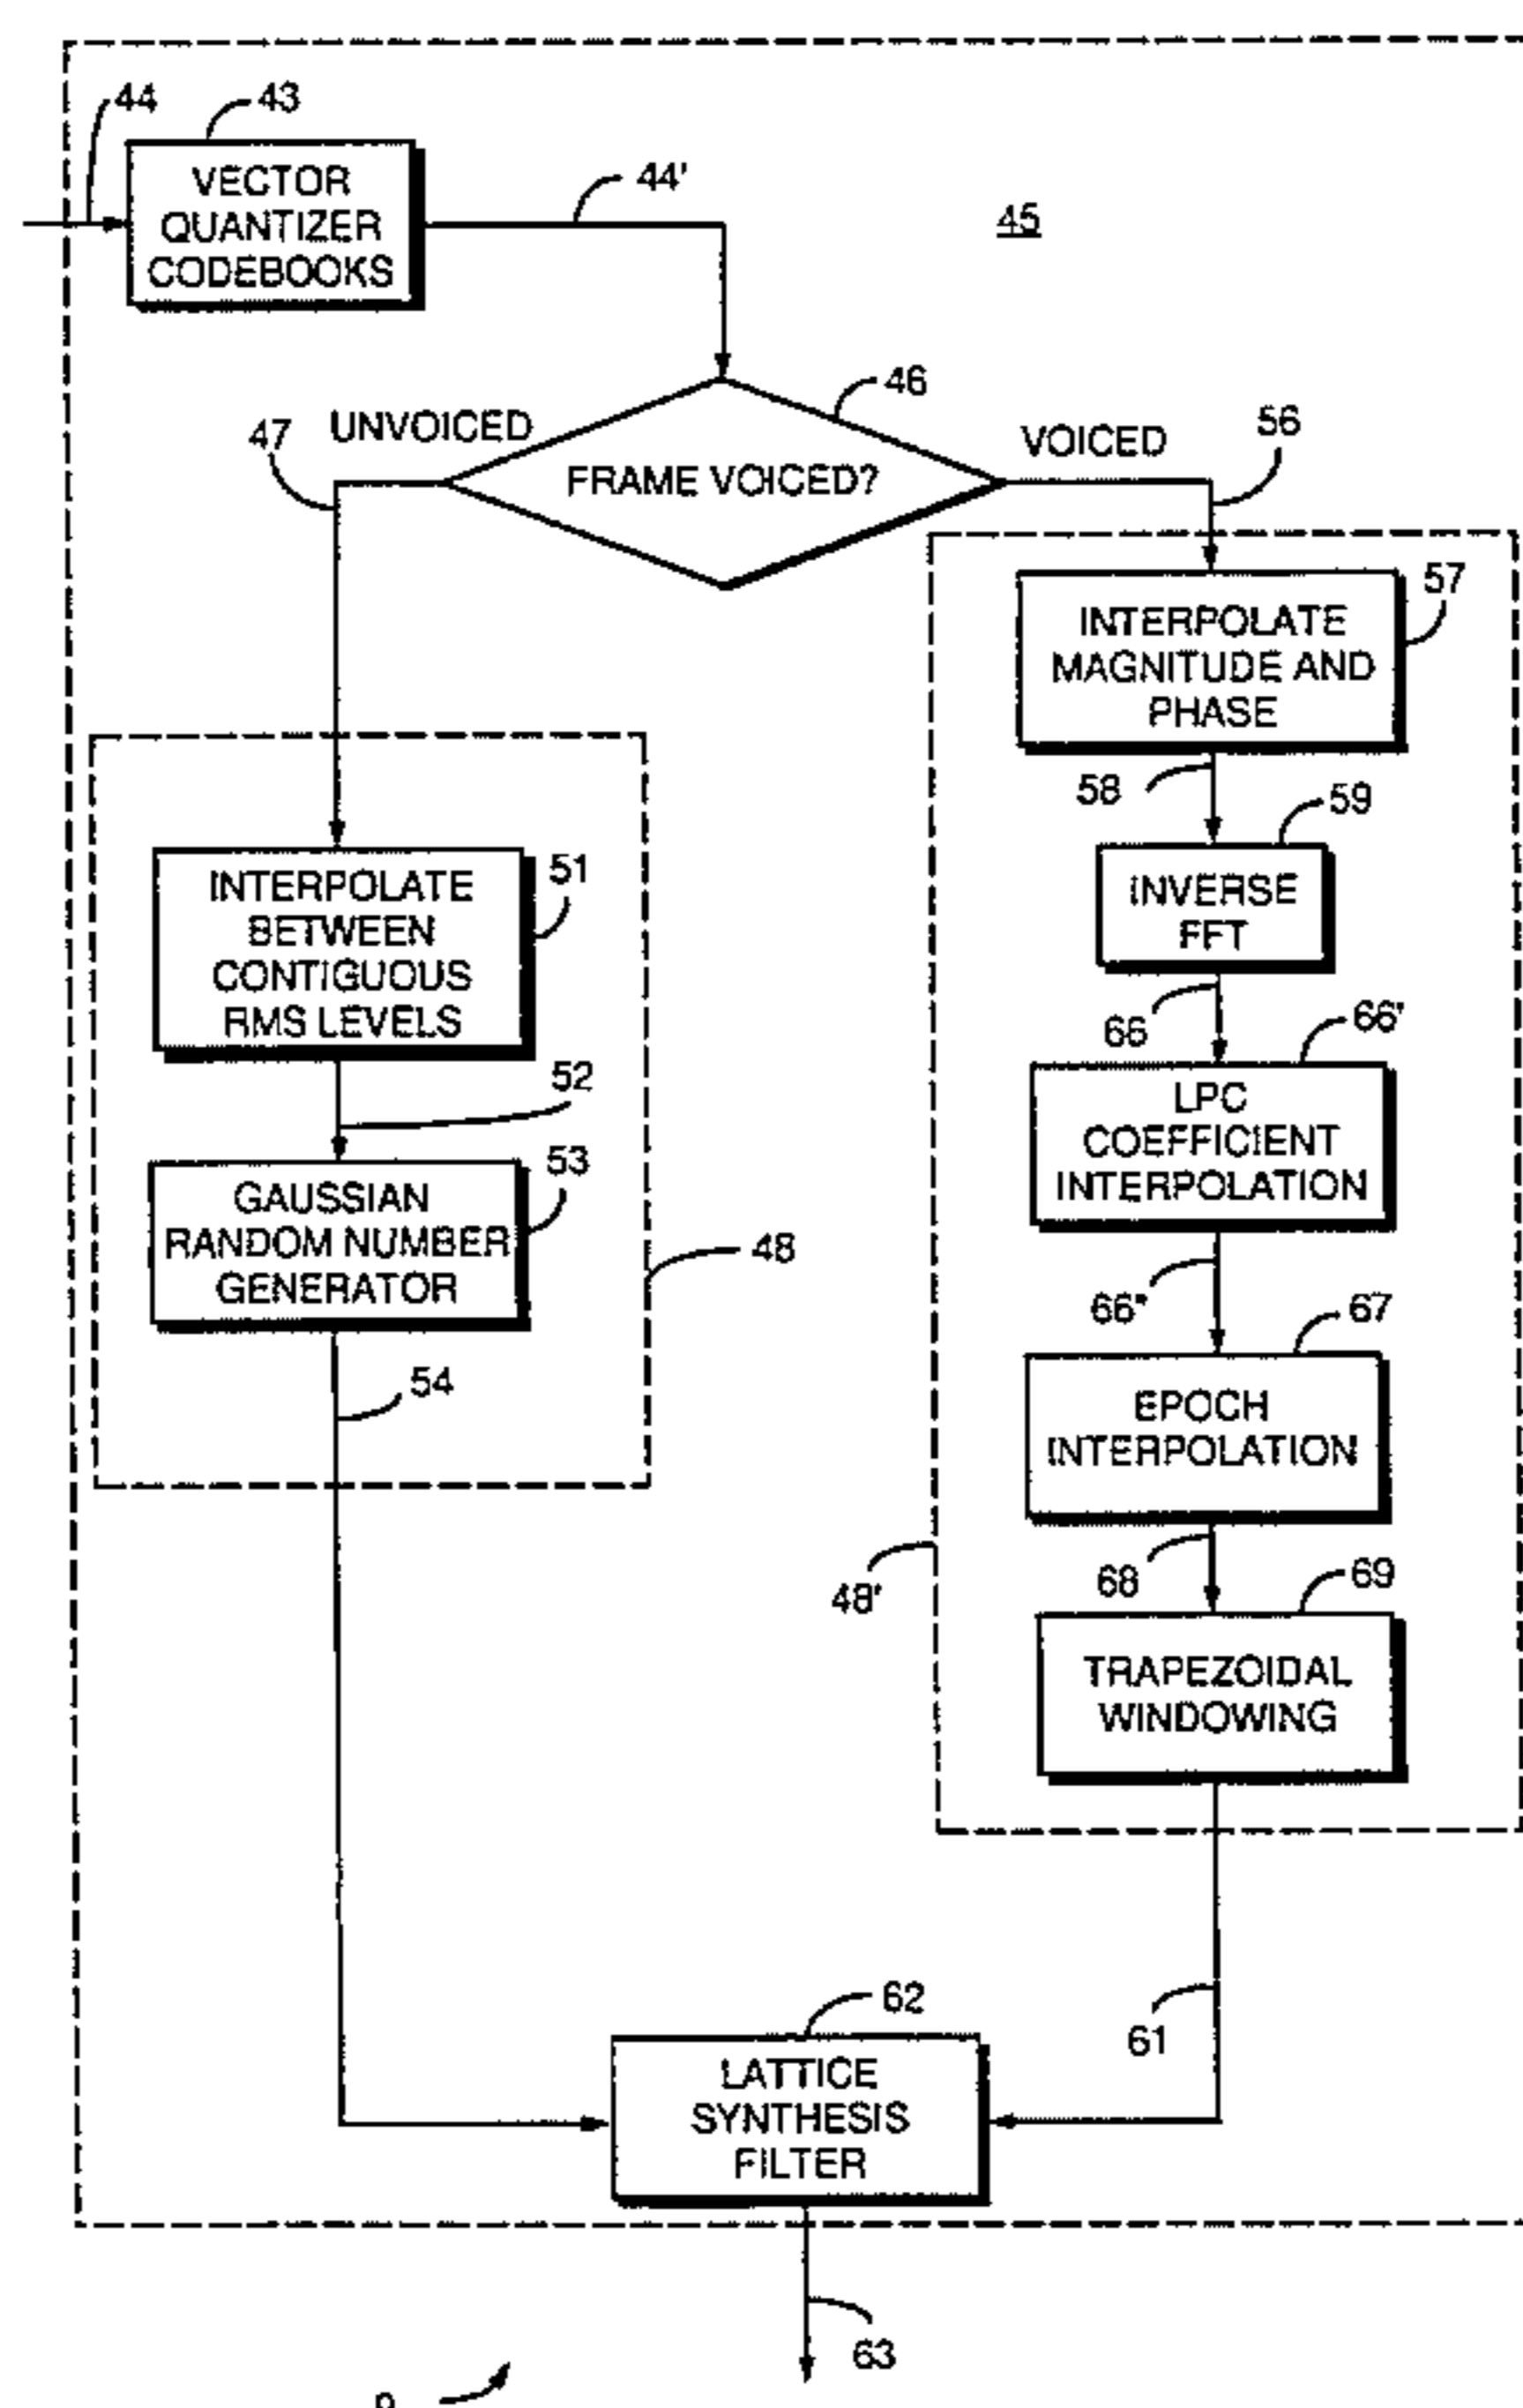 44
43
VECTOR
QUANTIZER
CODEBOOKS
44'
45
46
UNVOICED
47
FRAME VOICED?
VOICED
56
57
INTERPOLATE
MAGNITUDE AND
PHASE
58
59
INVERSE
FFT
66
66'
LPC
COEFFICIENT
INTERPOLATION
66"
67
EPOCH
INTERPOLATION
68
69
TRAPEZOIDAL
WINDOWING
48'
61
51
INTERPOLATE
BETWEEN
CONTIGUOUS
RMS LEVELS
52
53
GAUSSIAN
RANDOM NUMBER
GENERATOR
48
54
62
LATTICE
SYNTHESIS
FILTER
63